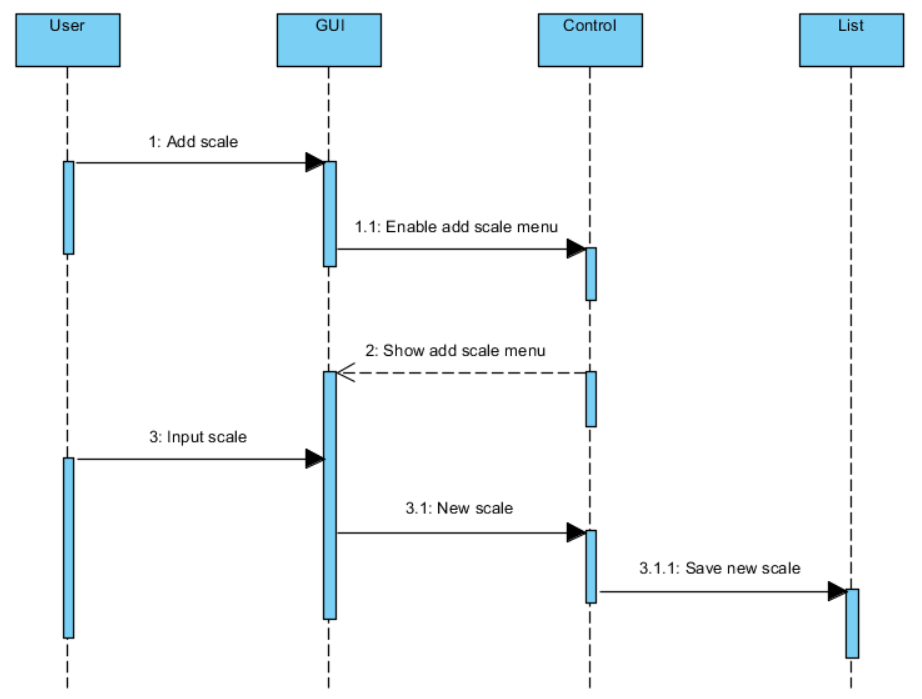 User
GUI
Control
List
1: Add scale
1.1: Enable add scale menu
2: Show add scale menu
3: Input scale
3.1: New scale
3.1.1: Save new scale